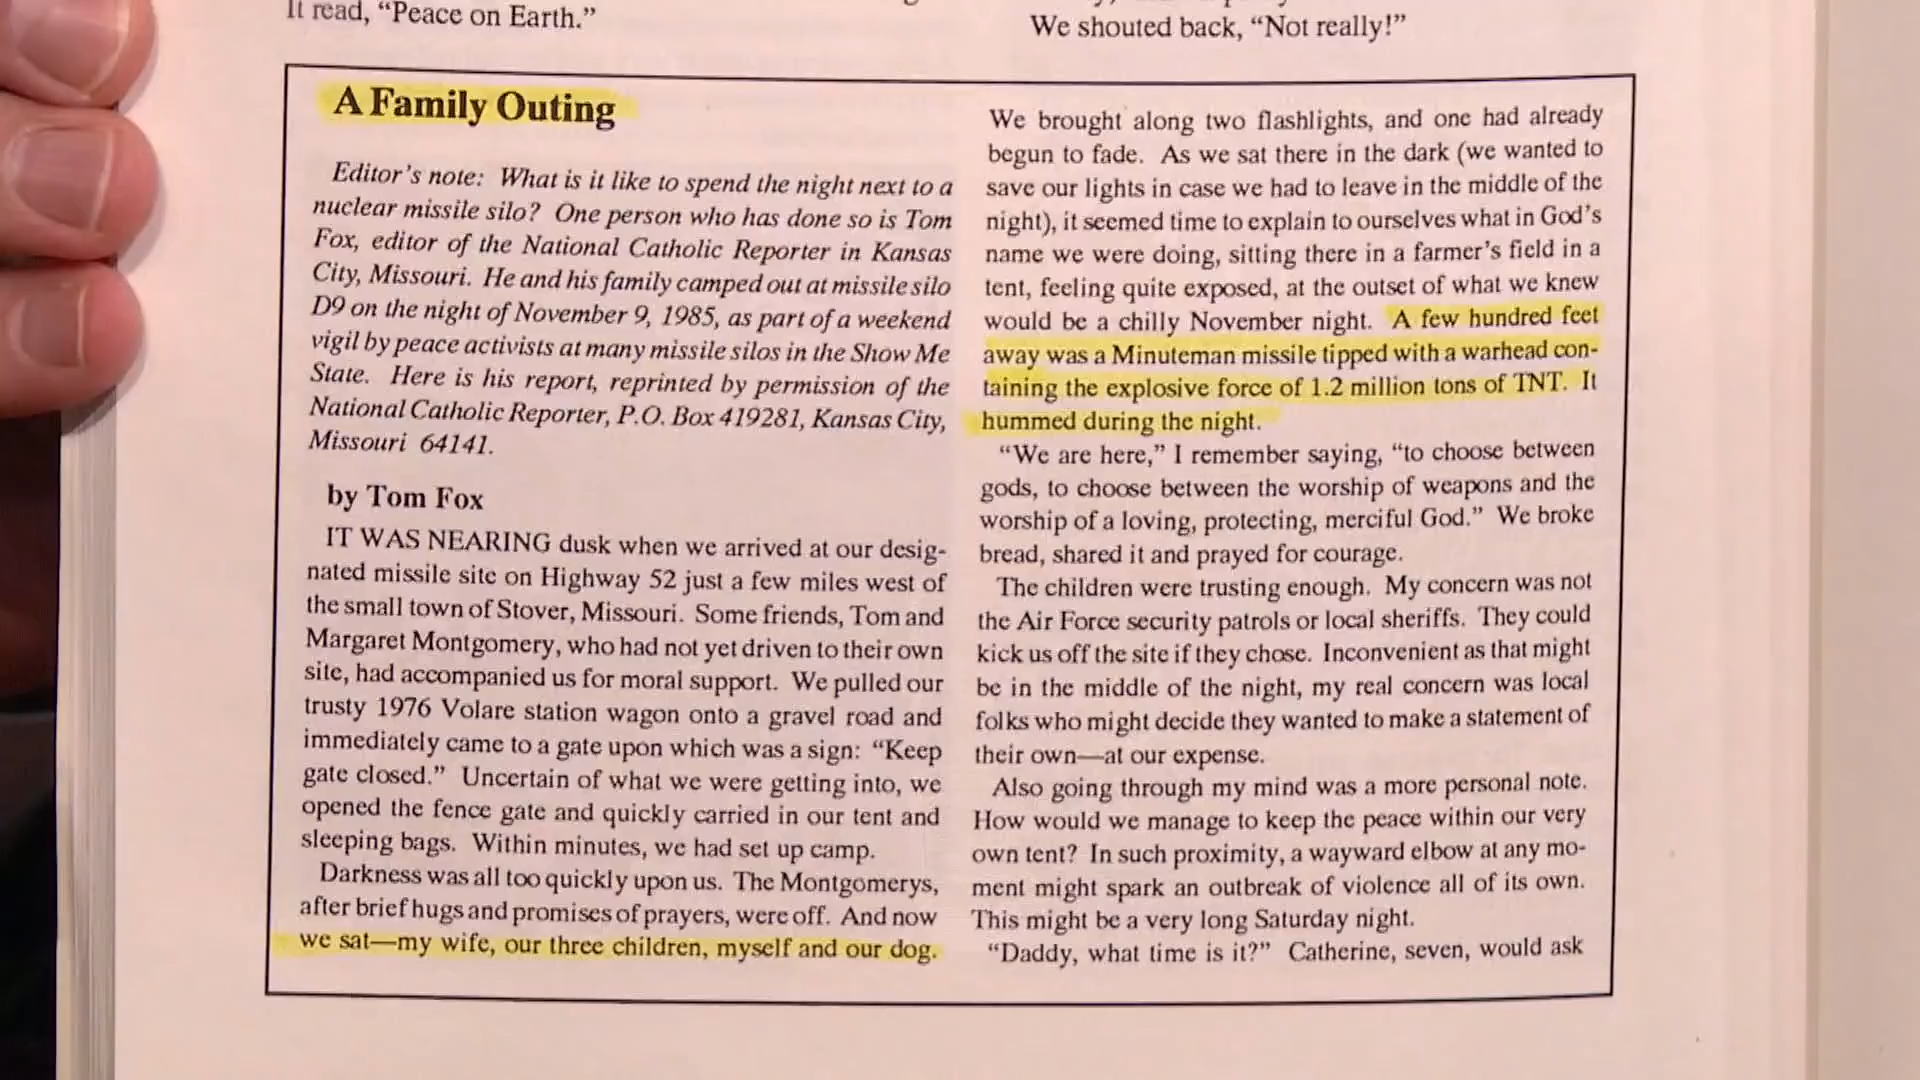 It read, “Peace on Earth.”
We shouted back, “Not really!”
A Family Outing
Editor’s note: What is it like to spend the night next to a
nuclear missile silo? One person who has done so is Tom
Fox, editor of the National Catholic Reporter in Kansas
City, Missouri. He and his family camped out at missile silo
D9 on the night of November 9, 1985, as part of a weekend
vigil by peace activists at many missile silos in the Show Me
State. Here is his report, reprinted by permission of the
National Catholic Reporter, P.O. Box 419281, Kansas City,
Missouri 64141.
by Tom Fox
IT WAS NEARING dusk when we arrived at our desig-
nated missile site on Highway 52 just a few miles west of
the small town of Stover, Missouri. Some friends, Tom and
Margaret Montgomery, who had not yet driven to their own
site, had accompanied us for moral support. We pulled our
trusty 1976 Volare station wagon onto a gravel road and
immediately came to a gate upon which was a sign: “Keep
gate closed.” Uncertain of what we were getting into, we
opened the fence gate and quickly carried in our tent and
sleeping bags. Within minutes, we had set up camp.
Darkness was all too quickly upon us. The Montgomerys,
after brief hugs and promises of prayers, were off. And now
we sat—my wife, our three children, myself and our dog.
We brought along two flashlights, and one had already
begun to fade. As we sat there in the dark (we wanted to
save our lights in case we had to leave in the middle of the
night), it seemed time to explain to ourselves what in God’s
name we were doing, sitting there in a farmer’s field in a
tent, feeling quite exposed, at the outset of what we knew
would be a chilly November night. A few hundred feet
away was a Minuteman missile tipped with a warhead con-
taining the explosive force of 1.2 million tons of TNT. It
hummed during the night.
“We are here,” I remember saying, “to choose between
gods, to choose between the worship of weapons and the
worship of a loving, protecting, merciful God.” We broke
bread, shared it and prayed for courage.
The children were trusting enough. My concern was not
the Air Force security patrols or local sheriffs. They could
kick us off the site if they chose. Inconvenient as that might
be in the middle of the night, my real concern was local
folks who might decide they wanted to make a statement of
their own—at our expense.
Also going through my mind was a more personal note.
How would we manage to keep the peace within our very
own tent? In such proximity, a wayward elbow at any mo-
ment might spark an outbreak of violence all of its own.
This might be a very long Saturday night.
“Daddy, what time is it?” Catherine, seven, would ask